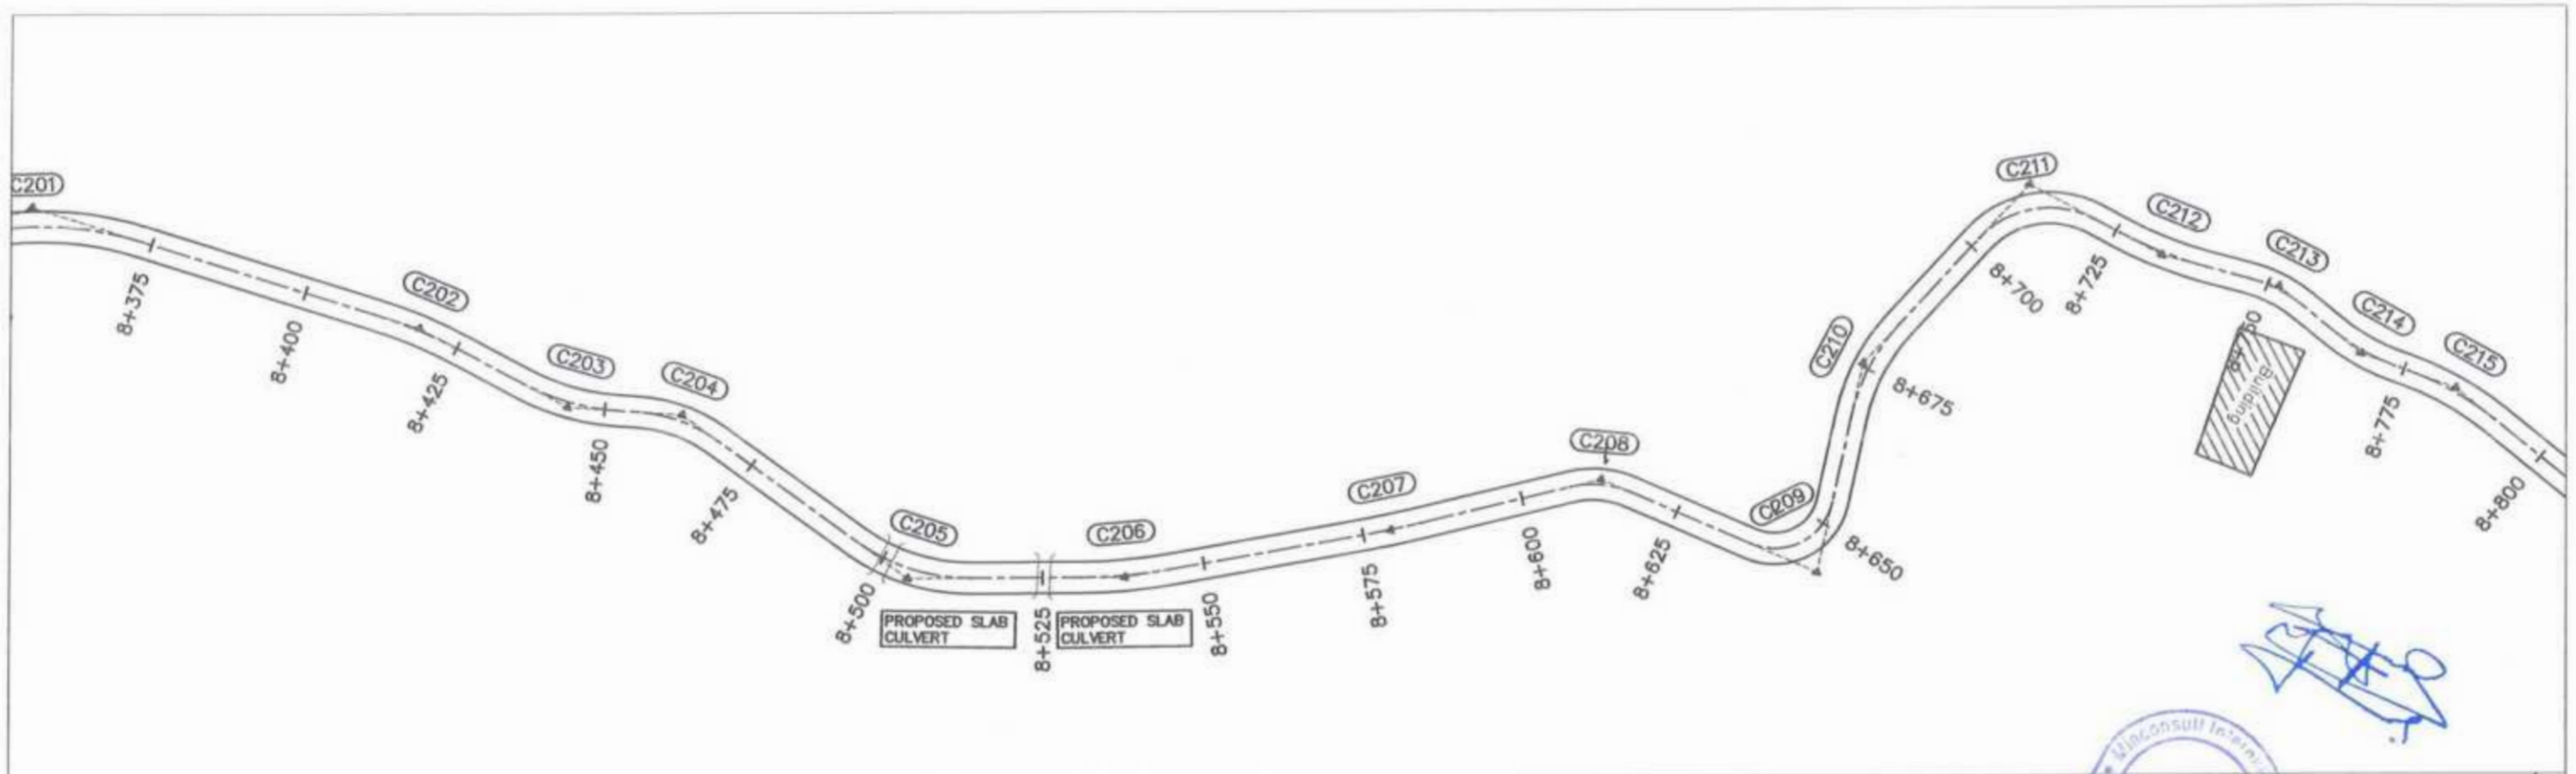 C201
8+375
8+400
C202
8+425
C203
8+450
C204
8+475
C205
8+500
PROPOSED SLAB
CULVERT
8+525
PROPOSED SLAB
CULVERT
C206
8+550
C207
8+575
8+600
C208
8+625
C209
8+650
C210
8+675
8+700
C211
8+725
C212
C213
Building
C214
8+775
C215
8+800